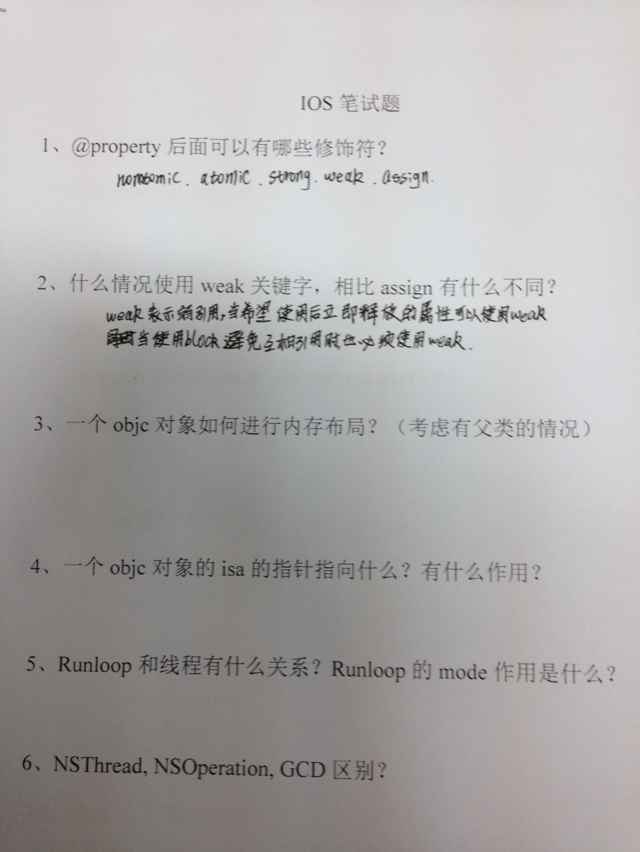 IOS 笔试题
1、@property 后面可以有哪些修饰符？
nonatomic . atomic . strong . weak . assign.
2、什么情况使用 weak 关键字，相比 assign 有什么不同？
weak 表示弱引用，当希望 使用后立即释放的属性可以使用weak
当使用block 避免互相引用时也必须使用weak.
3、一个 objc 对象如何进行内存布局？（考虑有父类的情况）
4、一个 objc 对象的 isa 的指针指向什么？有什么作用？
5、Runloop 和线程有什么关系？Runloop 的 mode 作用是什么？
6、NSThread, NSOperation, GCD 区别？